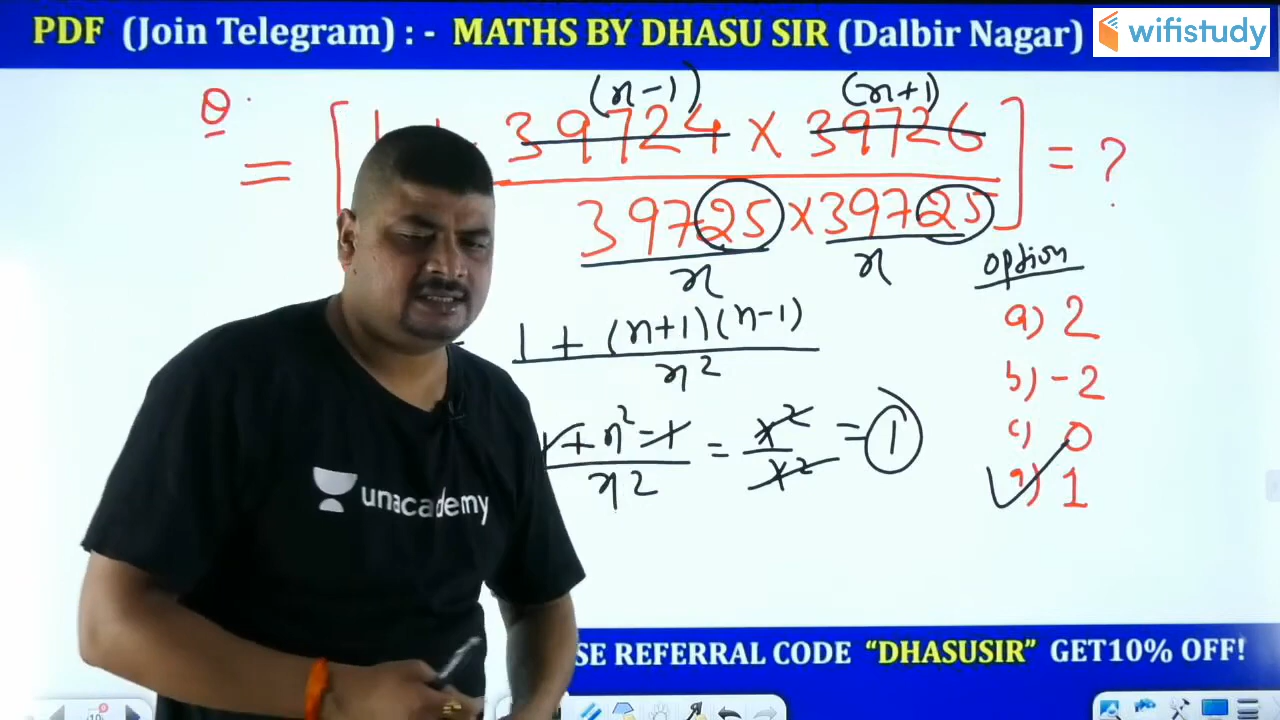 PDF (Join Telegram) : - MATHS BY DHASU SIR (Dalbir Nagar)
wifistudy
(n-1) (n+1)
Q.
= [ 39724 × 39726 ] = ?
39725 × 39725
n n
option
a) 2
1 + (n+1)(n-1)
n²
b) -2
1 + n² - 1 = x² = 1
n² x²
c) 0
1
unacademy
SE REFERRAL CODE "DHASUSIR" GET10% OFF!